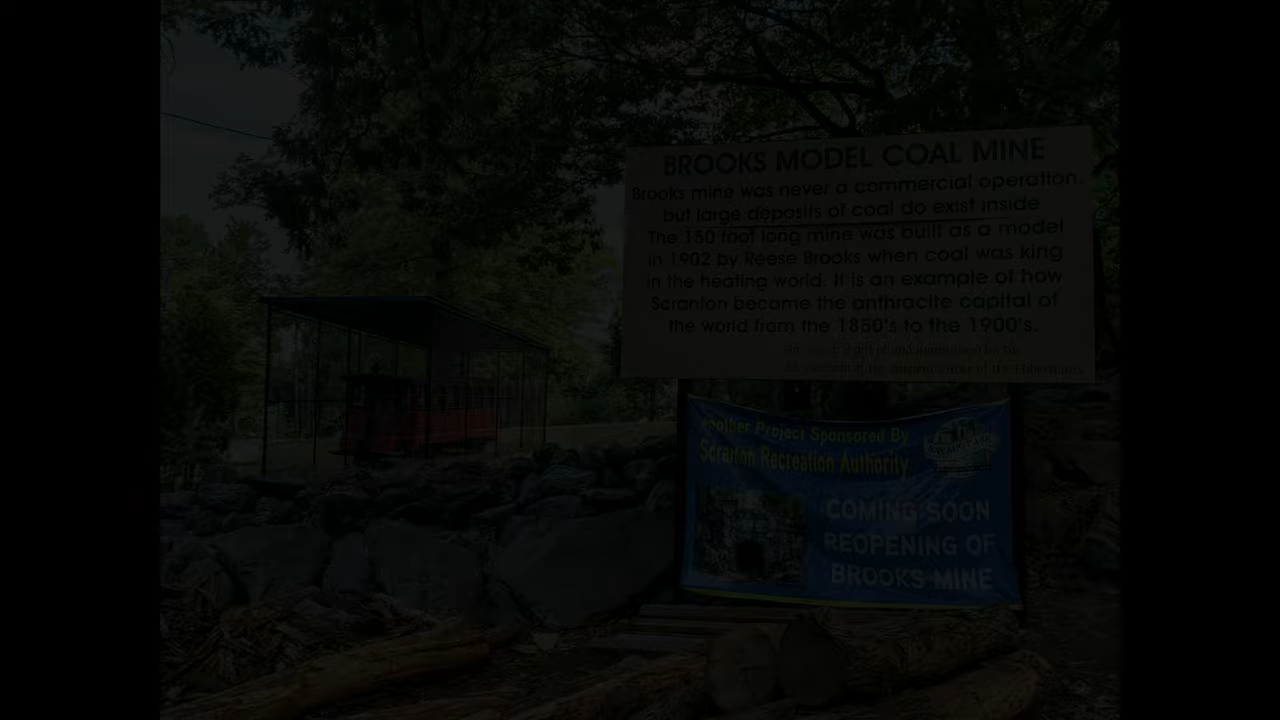 BROOKS MODEL COAL MINE
Brooks mine was never a commercial operation,
but large deposits of coal do exist inside
The 150 foot long mine was built as a model
in 1902 by Reese Brooks when coal was king
in the heating world. It is an example of how
Scranton became the anthracite capital of
the world from the 1850's to the 1900's.
Another Project Sponsored By
Scranton Recreation Authority
COMING SOON
REOPENING OF
BROOKS MINE